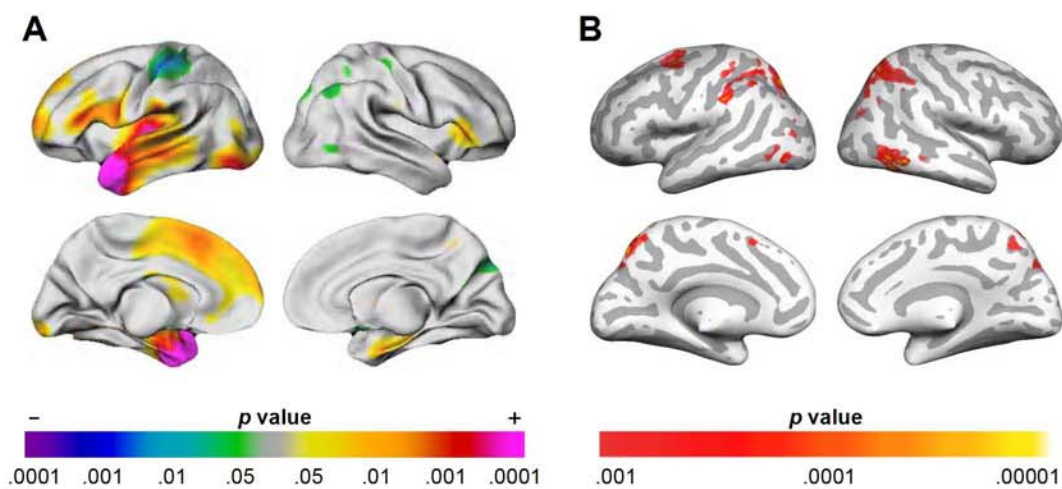 A
B
– p value +
.0001 .001 .01 .05 .05 .01 .001 .0001
p value
.001 .0001 .00001